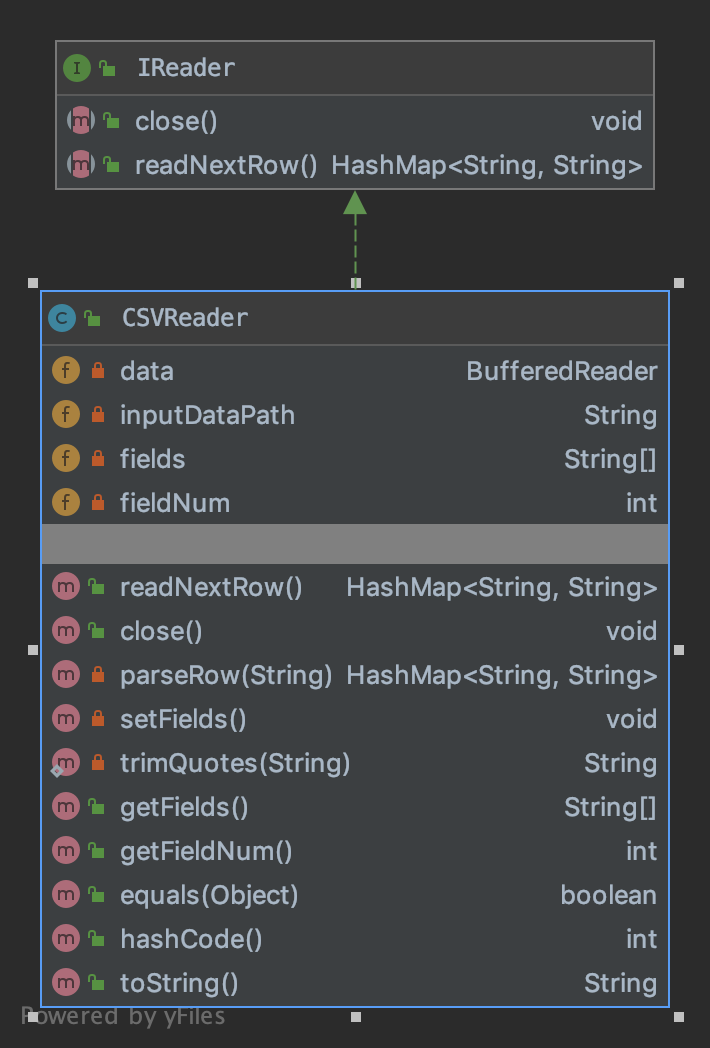 I IReader
m close() void
m readNextRow() HashMap<String, String>
C CSVReader
f data BufferedReader
f inputDataPath String
f fields String[]
f fieldNum int
m readNextRow() HashMap<String, String>
m close() void
m parseRow(String) HashMap<String, String>
m setFields() void
m trimQuotes(String) String
m getFields() String[]
m getFieldNum() int
m equals(Object) boolean
m hashCode() int
m toString() String
Powered by yFiles